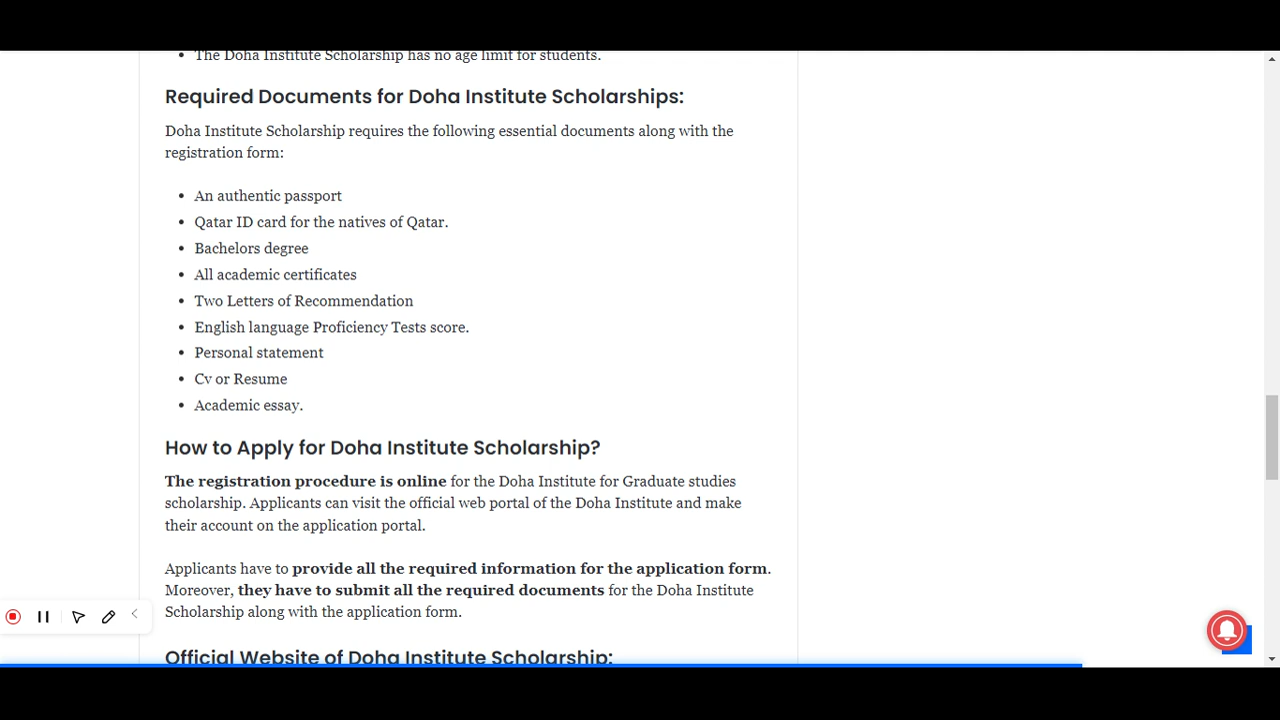 The Doha Institute Scholarship has no age limit for students.
Required Documents for Doha Institute Scholarships:
Doha Institute Scholarship requires the following essential documents along with the
registration form:
An authentic passport
Qatar ID card for the natives of Qatar.
Bachelors degree
All academic certificates
Two Letters of Recommendation
English language Proficiency Tests score.
Personal statement
Cv or Resume
Academic essay.
How to Apply for Doha Institute Scholarship?
The registration procedure is online for the Doha Institute for Graduate studies
scholarship. Applicants can visit the official web portal of the Doha Institute and make
their account on the application portal.
Applicants have to provide all the required information for the application form.
Moreover, they have to submit all the required documents for the Doha Institute
Scholarship along with the application form.
Official Website of Doha Institute Scholarship: